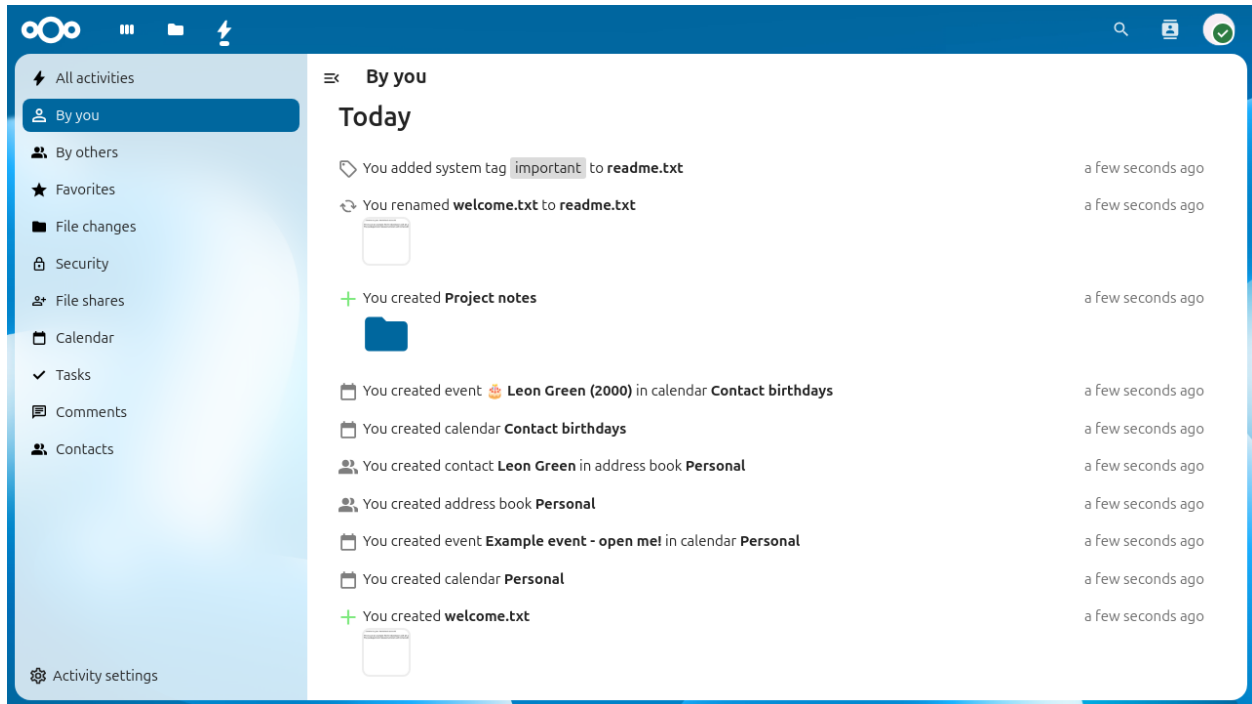 All activities
By you
By others
Favorites
File changes
Security
File shares
Calendar
Tasks
Comments
Contacts
Activity settings
By you
Today
You added system tag important to readme.txt a few seconds ago
You renamed welcome.txt to readme.txt a few seconds ago
You created Project notes a few seconds ago
You created event 🎂 Leon Green (2000) in calendar Contact birthdays a few seconds ago
You created calendar Contact birthdays a few seconds ago
You created contact Leon Green in address book Personal a few seconds ago
You created address book Personal a few seconds ago
You created event Example event - open me! in calendar Personal a few seconds ago
You created calendar Personal a few seconds ago
You created welcome.txt a few seconds ago